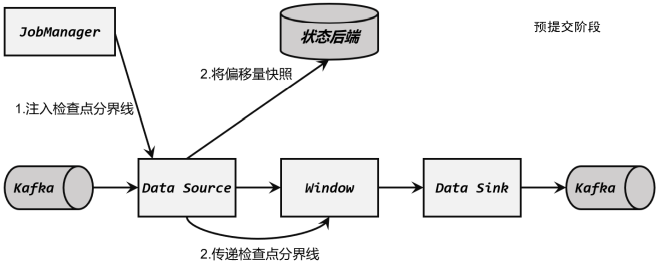 JobManager
状态后端
预提交阶段
2.将偏移量快照
1.注入检查点分界线
Kafka
Data Source
Window
Data Sink
Kafka
2.传递检查点分界线